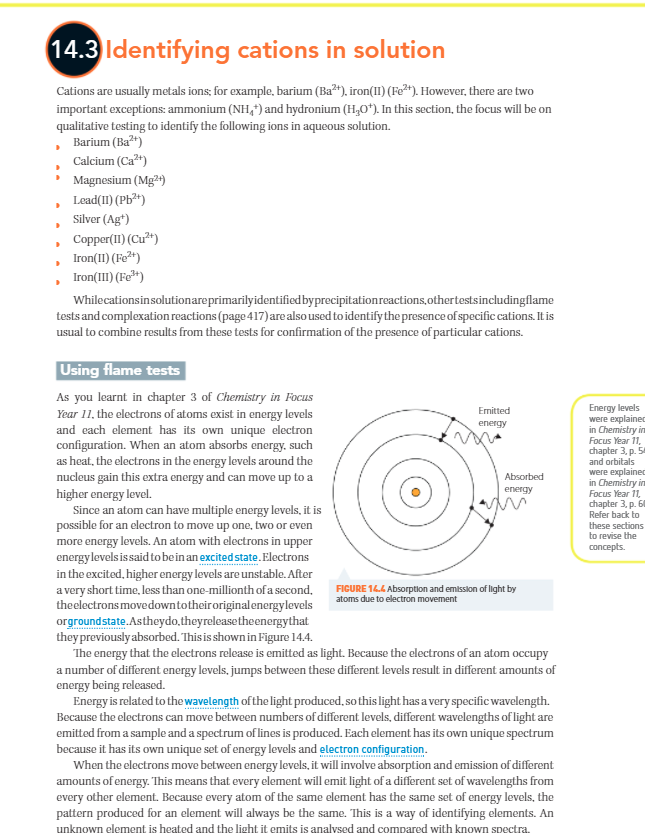 14.3 Identifying cations in solution
Cations are usually metals ions; for example, barium (Ba²⁺), iron(II) (Fe²⁺). However, there are two
important exceptions: ammonium (NH₄⁺) and hydronium (H₃O⁺). In this section, the focus will be on
qualitative testing to identify the following ions in aqueous solution.
Barium (Ba²⁺)
Calcium (Ca²⁺)
Magnesium (Mg²⁺)
Lead(II) (Pb²⁺)
Silver (Ag⁺)
Copper(II) (Cu²⁺)
Iron(II) (Fe²⁺)
Iron(III) (Fe³⁺)
While cations in solution are primarily identified by precipitation reactions, other tests including flame
tests and complexation reactions (page 417) are also used to identify the presence of specific cations. It is
usual to combine results from these tests for confirmation of the presence of particular cations.
Using flame tests
As you learnt in chapter 3 of Chemistry in Focus
Year 11, the electrons of atoms exist in energy levels
and each element has its own unique electron
configuration. When an atom absorbs energy, such
as heat, the electrons in the energy levels around the
nucleus gain this extra energy and can move up to a
higher energy level.
Since an atom can have multiple energy levels, it is
possible for an electron to move up one, two or even
more energy levels. An atom with electrons in upper
energy levels is said to be in an excited state. Electrons
in the excited, higher energy levels are unstable. After
a very short time, less than one-millionth of a second,
the electrons move down to their original energy levels
or ground state. As they do, they release the energy that
they previously absorbed. This is shown in Figure 14.4.
Emitted
energy
Absorbed
energy
FIGURE 14.4 Absorption and emission of light by
atoms due to electron movement
Energy levels
were explained
in Chemistry in
Focus Year 11,
chapter 3, p.
and orbitals
were explained
in Chemistry in
Focus Year 11,
chapter 3, p.
Refer back to
these sections
to revise the
concepts.
The energy that the electrons release is emitted as light. Because the electrons of an atom occupy
a number of different energy levels, jumps between these different levels result in different amounts of
energy being released.
Energy is related to the wavelength of the light produced, so this light has a very specific wavelength.
Because the electrons can move between numbers of different levels, different wavelengths of light are
emitted from a sample and a spectrum of lines is produced. Each element has its own unique spectrum
because it has its own unique set of energy levels and electron configuration.
When the electrons move between energy levels, it will involve absorption and emission of different
amounts of energy. This means that every element will emit light of a different set of wavelengths from
every other element. Because every atom of the same element has the same set of energy levels, the
pattern produced for an element will always be the same. This is a way of identifying elements. An
unknown element is heated and the light it emits is analysed and compared with known spectra.